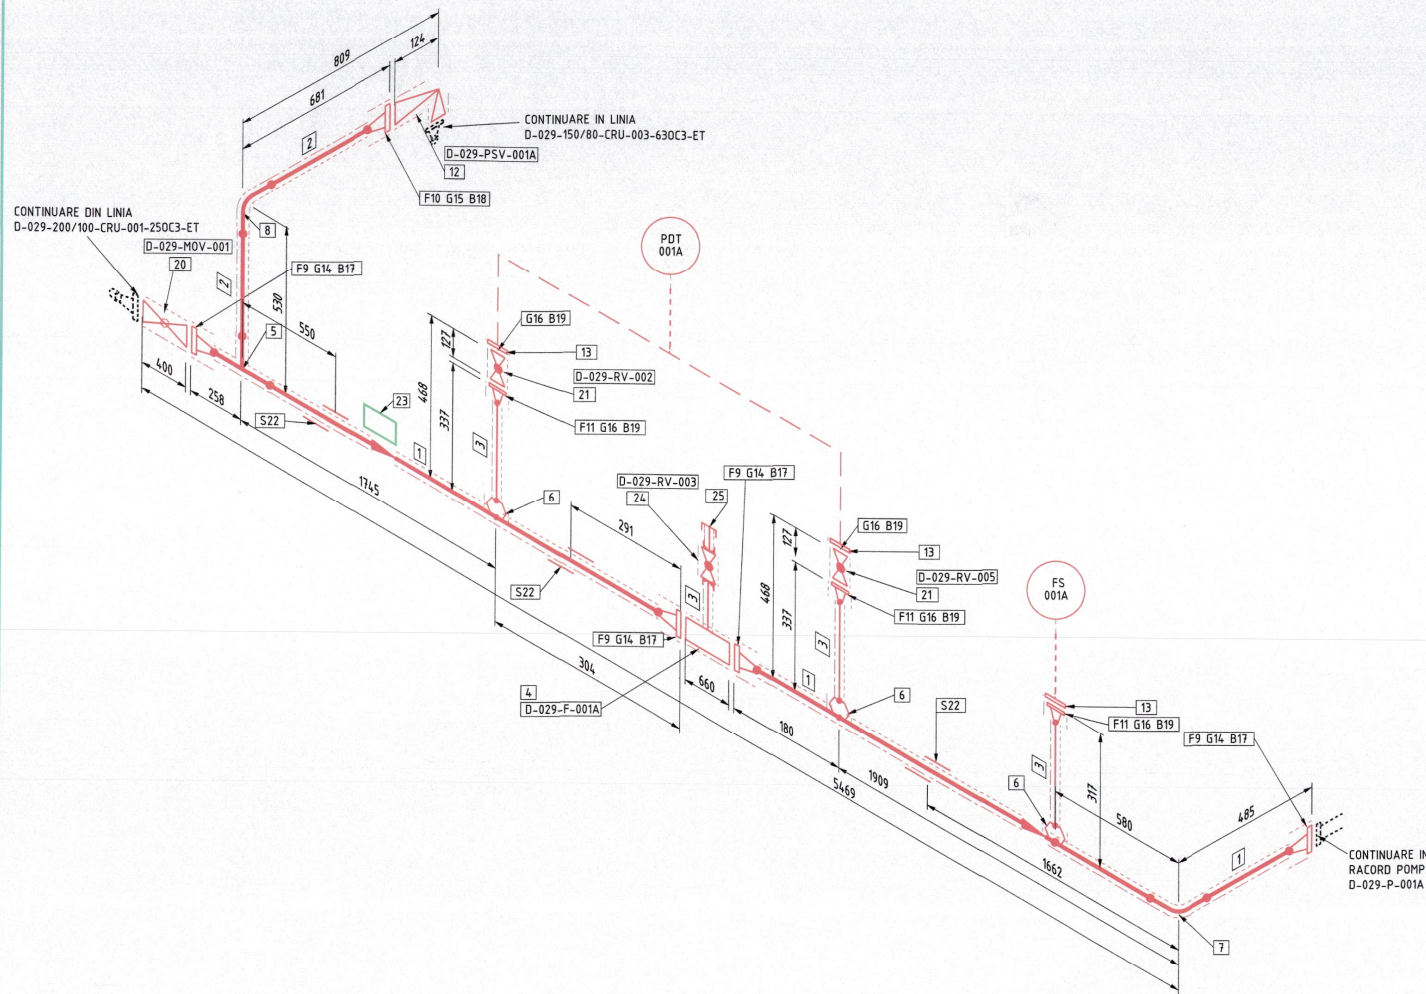 809
124
681
2
CONTINUARE IN LINIA
D-029-150/80-CRU-003-630C3-ET
D-029-PSV-001A
12
F10 G15 B18
CONTINUARE DIN LINIA
D-029-200/100-CRU-001-250C3-ET
D-029-MOV-001
20
8
F9 G14 B17
2
530
5
550
400
258
S22
23
1
1745
PDT
001A
G16 B19
13
D-029-RV-002
21
F11 G16 B19
127
468
337
3
6
D-029-RV-003
24
25
F9 G14 B17
291
S22
3
F9 G14 B17
304
4
D-029-F-001A
660
180
G16 B19
13
D-029-RV-005
21
F11 G16 B19
127
468
337
3
1
6
S22
1909
5469
FS
001A
13
F11 G16 B19
F9 G14 B17
3
317
6
580
485
1662
1
7
CONTINUARE IN
RACORD POMP
D-029-P-001A